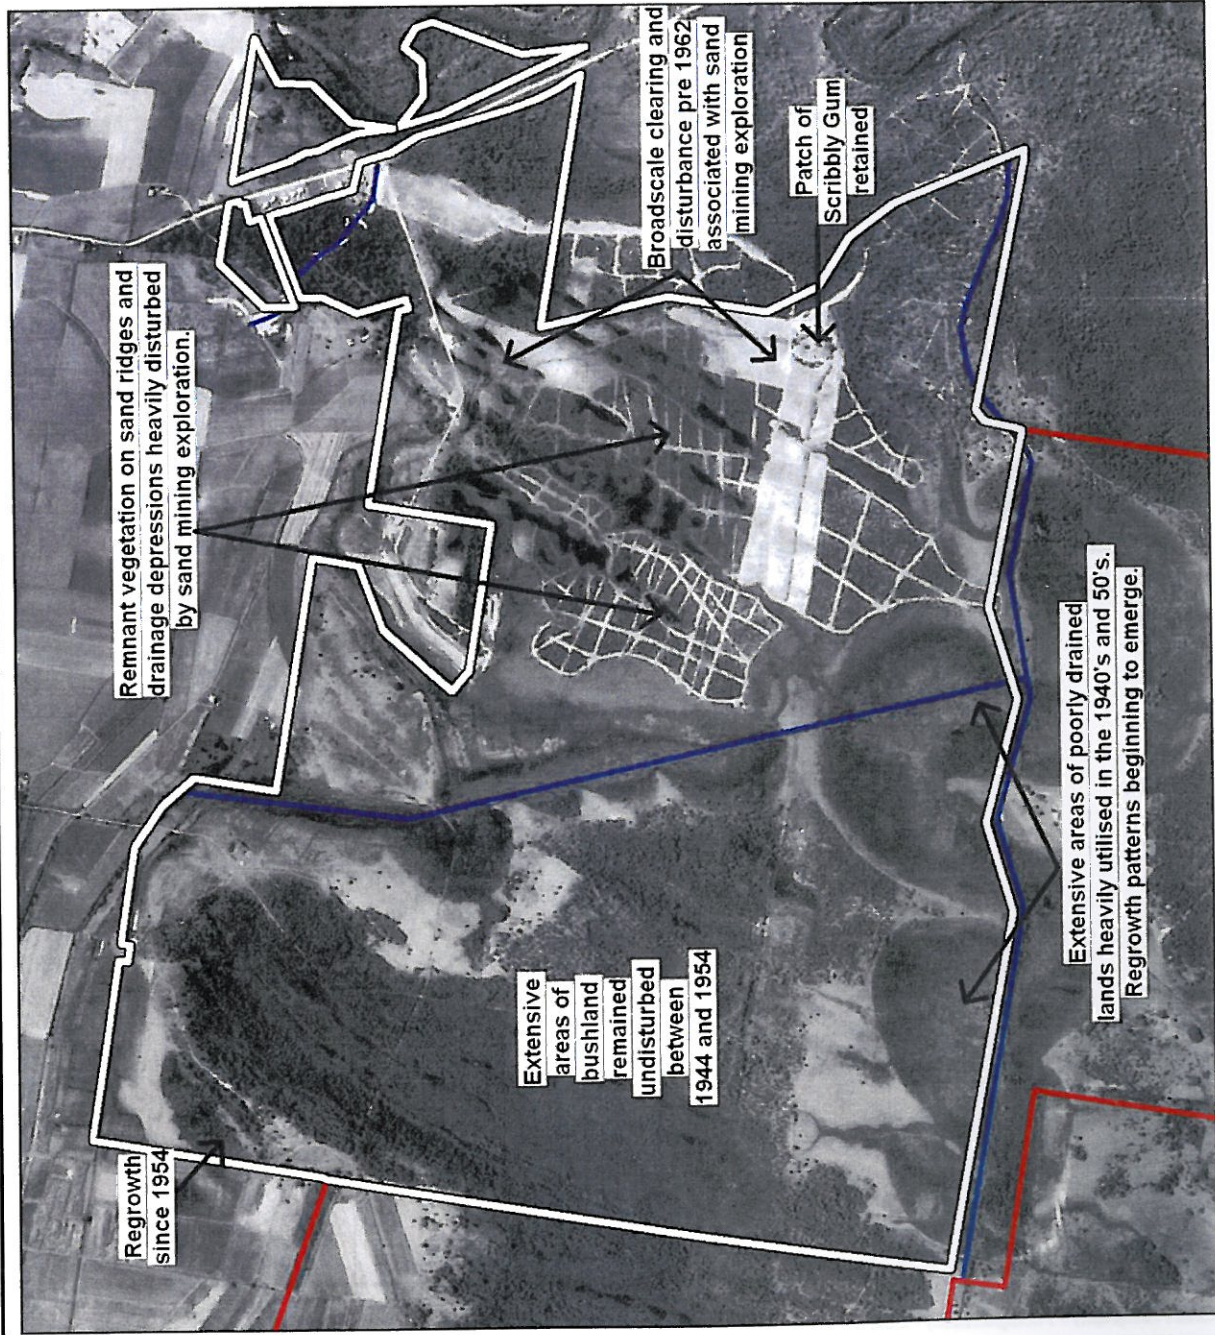 Regrowth
since 1954
Remnant vegetation on sand ridges and
drainage depressions heavily disturbed
by sand mining exploration.
Broadscale clearing and
disturbance pre 1962
associated with sand
mining exploration
Patch of
Scribbly Gum
retained
Extensive
areas of
bushland
remained
undisturbed
between
1944 and 1954
Extensive areas of poorly drained
lands heavily utilised in the 1940's and 50's.
Regrowth patterns beginning to emerge.